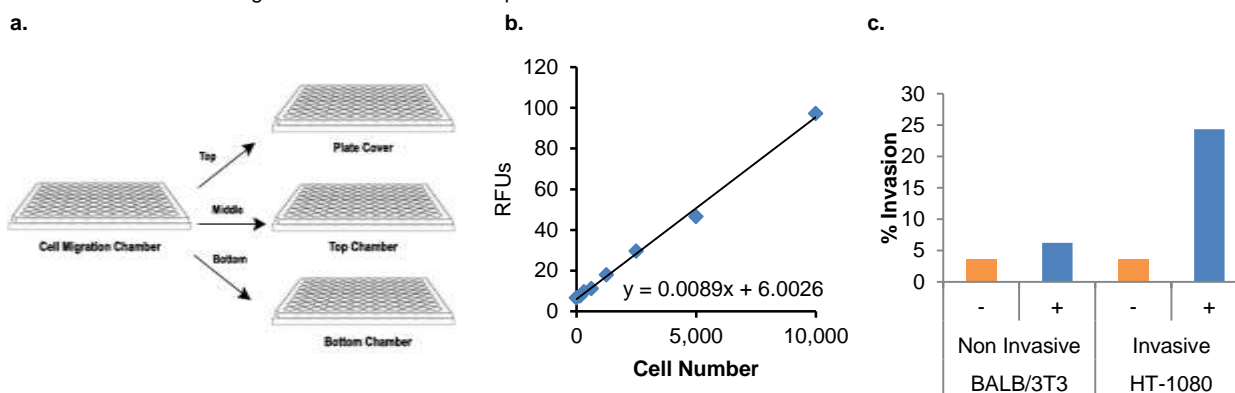 a.
b.
c.
Top
Plate Cover
Cell Migration Chamber
Middle
Top Chamber
Bottom
Bottom Chamber
RFUs
120
100
80
60
40
20
0
y = 0.0089x + 6.0026
0
5,000
10,000
Cell Number
% Invasion
30
25
20
15
10
5
0
- + - +
Non Invasive Invasive
BALB/3T3 HT-1080